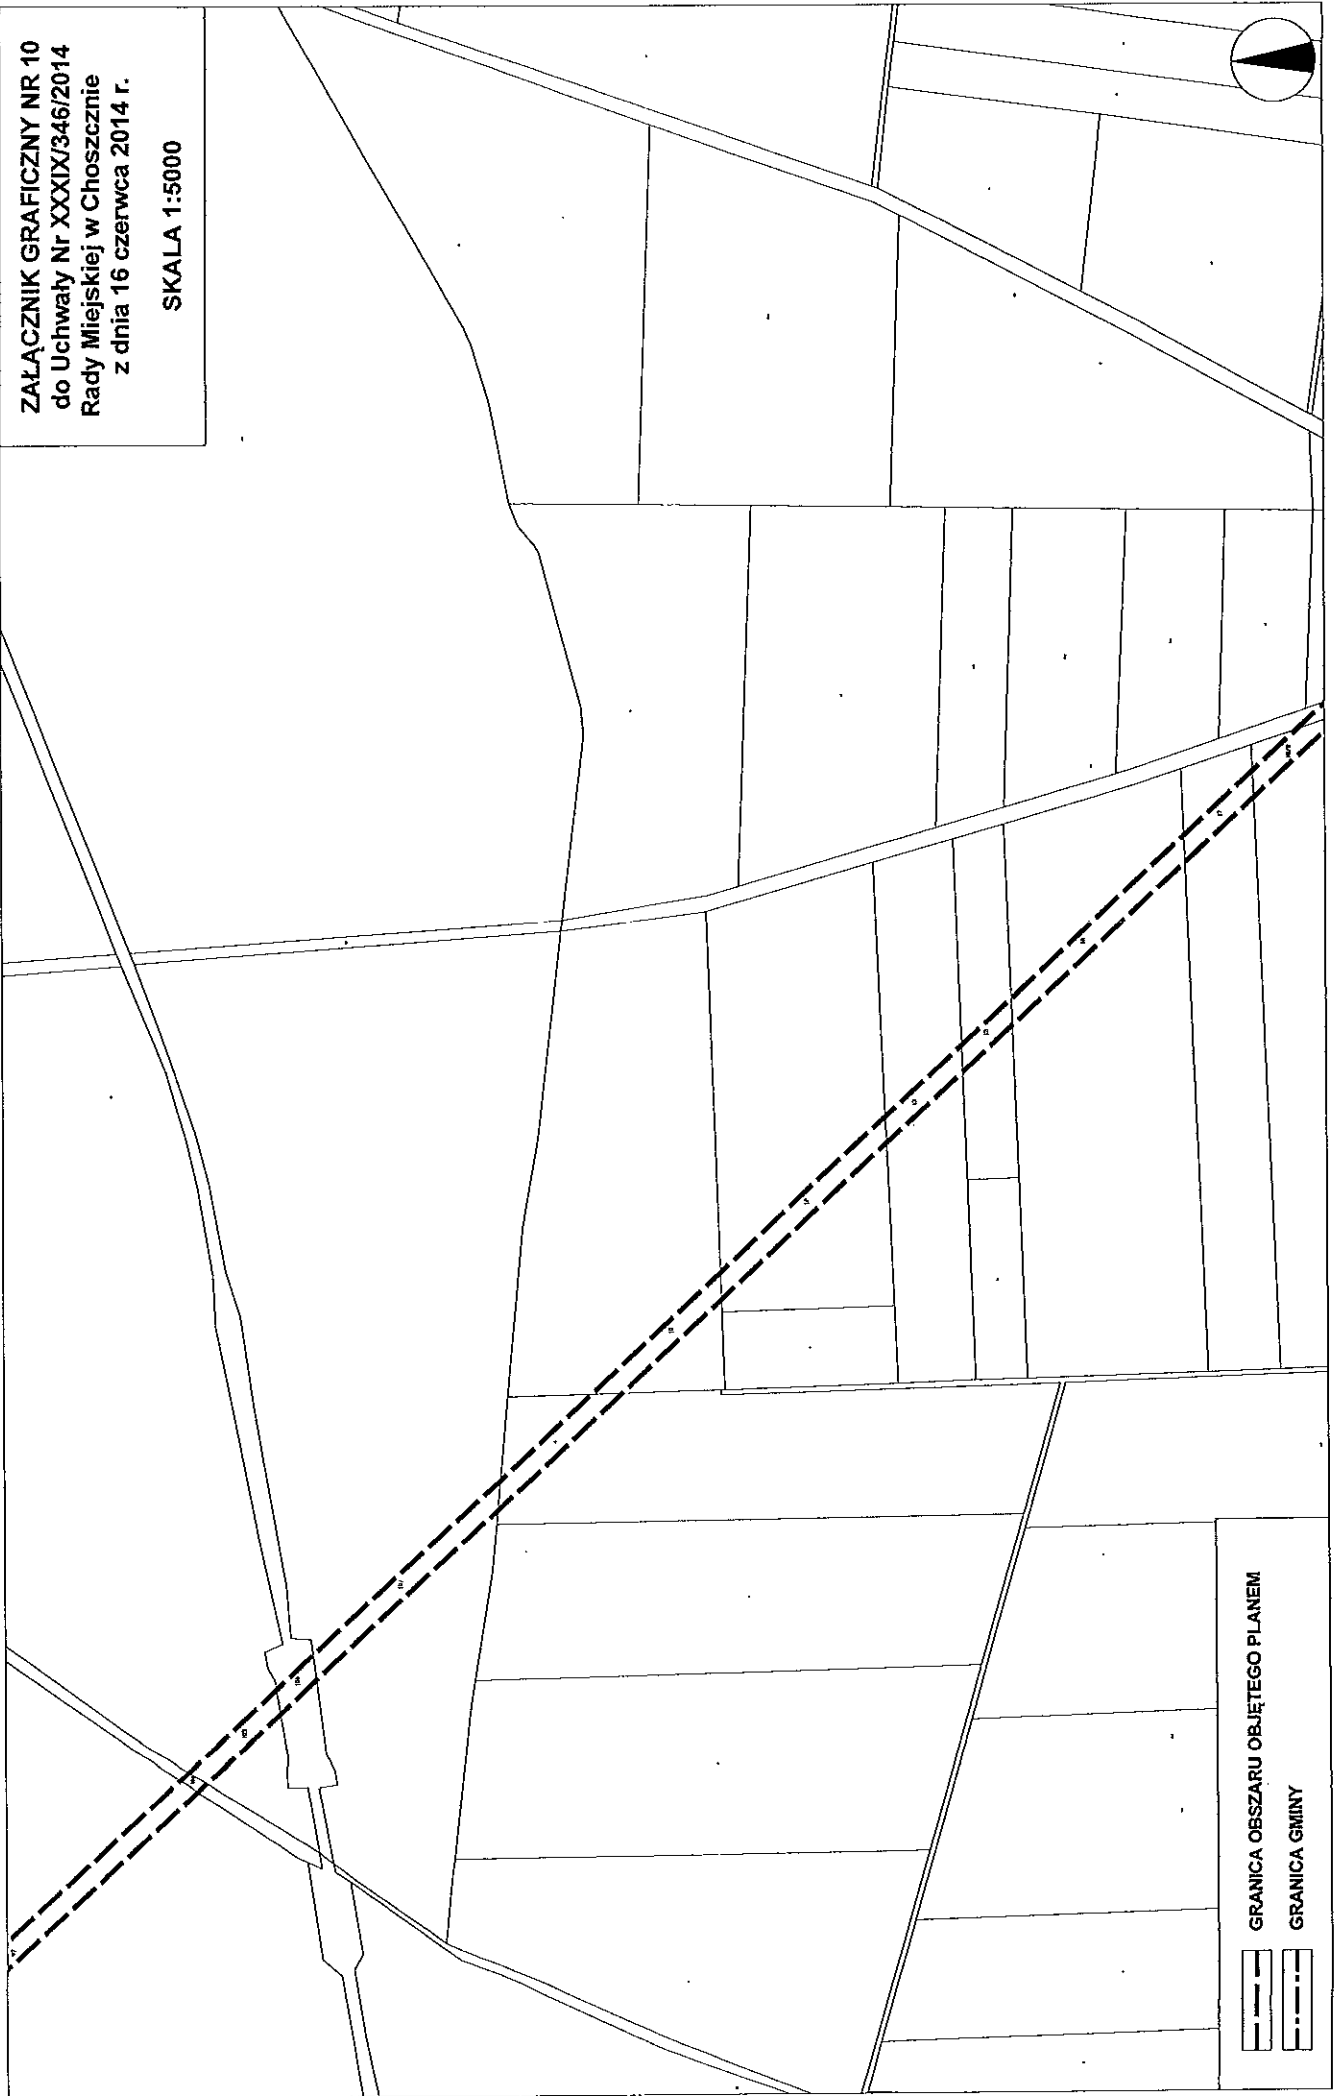 ZAŁĄCZNIK GRAFICZNY NR 10
do Uchwały Nr XXXIX/346/2014
Rady Miejskiej w Choszcznie
z dnia 16 czerwca 2014 r.
SKALA 1:5000
GRANICA OBSZARU OBJĘTEGO PLANEM
GRANICA GMINY